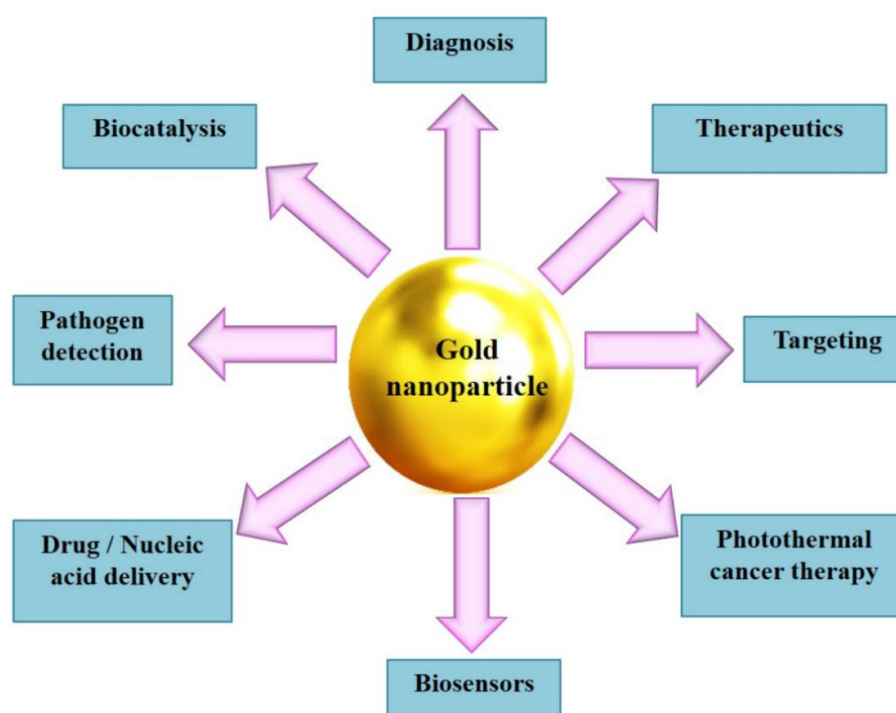 Diagnosis
Biocatalysis
Therapeutics
Pathogen
detection
Gold
nanoparticle
Targeting
Drug / Nucleic
acid delivery
Photothermal
cancer therapy
Biosensors